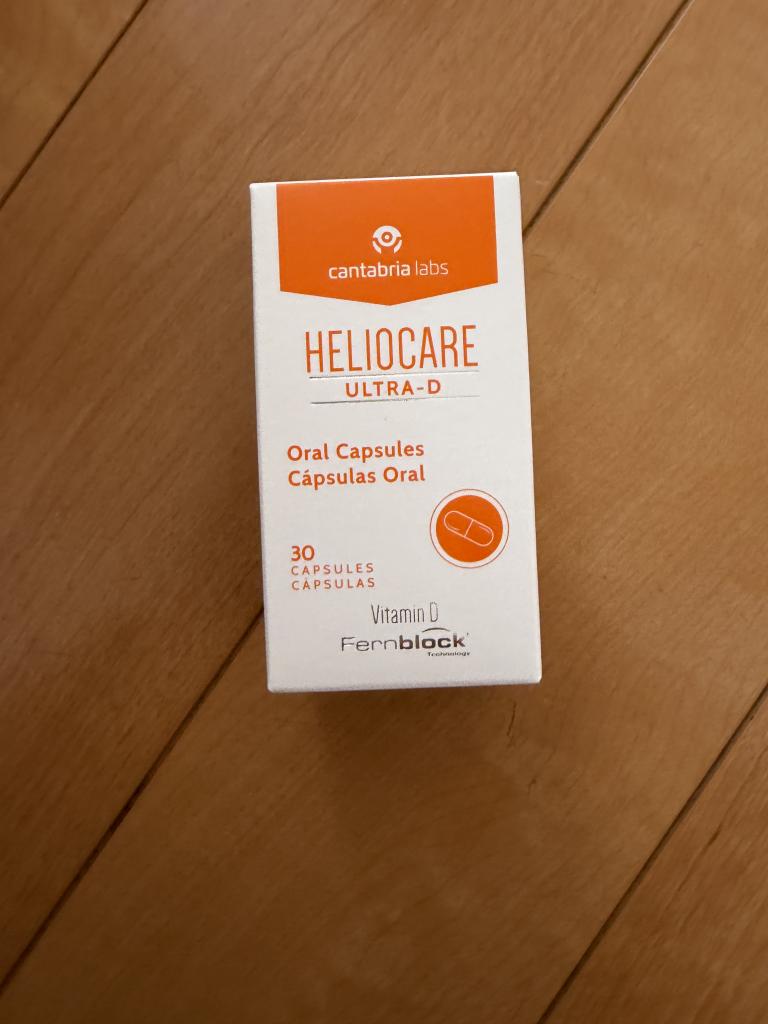 cantabria labs
HELIOCARE
ULTRA-D
Oral Capsules
Cápsulas Oral
30
CAPSULES
CÁPSULAS
Vitamin D
Fernblock
Technology